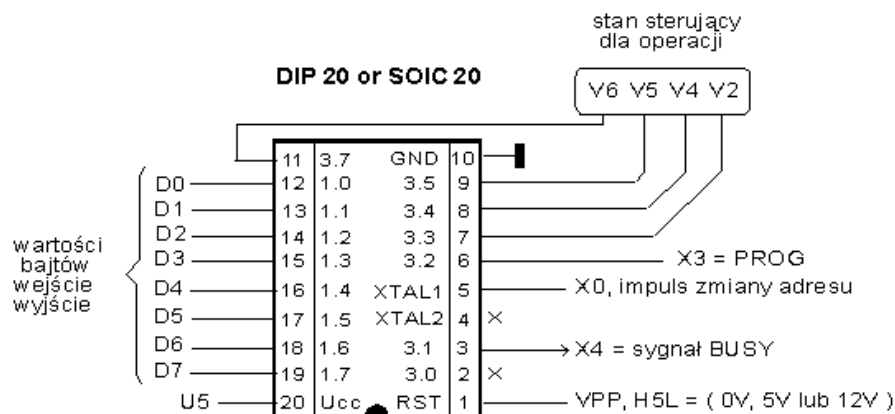 stan sterujący
dla operacji
DIP 20 or SOIC 20
V6 V5 V4 V2
11 3.7 GND 10
D0 12 1.0 3.5 9
D1 13 1.1 3.4 8
D2 14 1.2 3.3 7
D3 15 1.3 3.2 6 X3 = PROG
D4 16 1.4 XTAL1 5 X0, impuls zmiany adresu
D5 17 1.5 XTAL2 4 X
D6 18 1.6 3.1 3 X4 = sygnał BUSY
D7 19 1.7 3.0 2 X
U5 20 Ucc RST 1 VPP, H5L = ( 0V, 5V lub 12V )
wartości
bajtów
wejście
wyjście